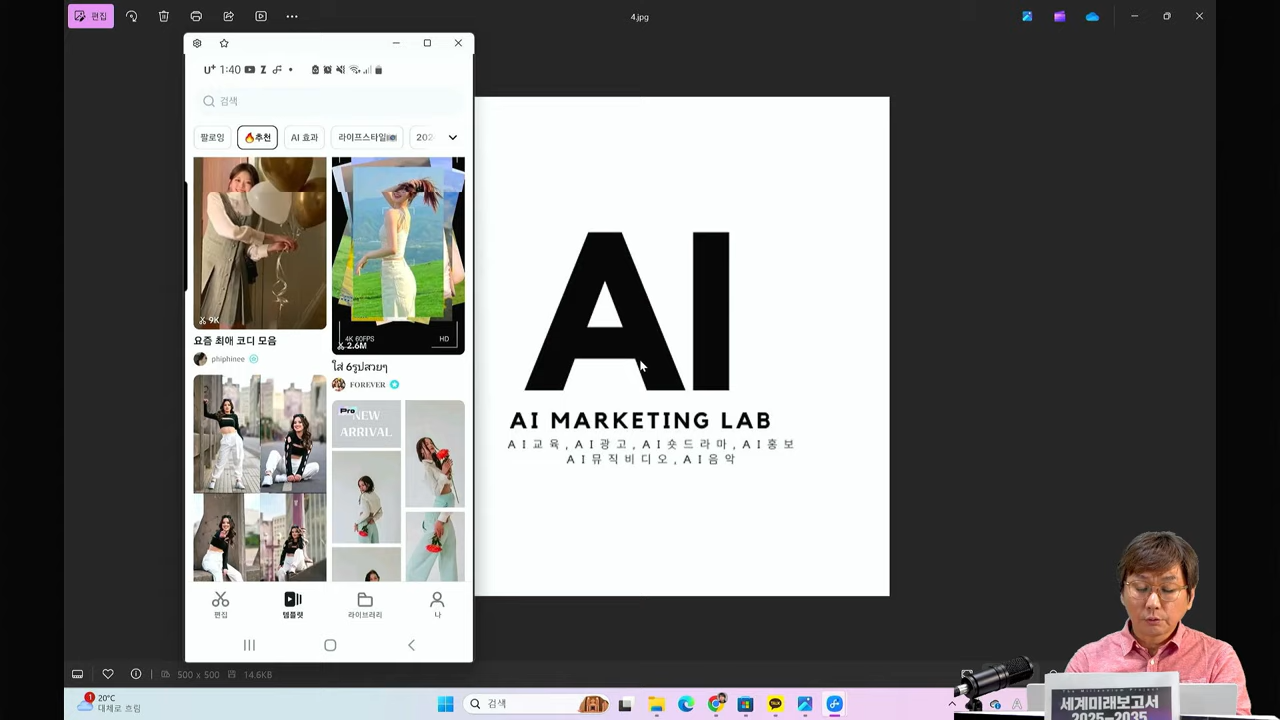 편집
4.jpg
U+ 1:40
검색
팔로잉
🔥추천
AI 효과
라이프스타일📷
202
9K
요즘 최애 코디 모음
phiphinee
4K 60FPS
HD
2.6M
ใส่ 6รูปสวยๆ
FOREVER
Pro
NEW
ARRIVAL
편집
템플릿
라이브러리
나
AI
AI MARKETING LAB
AI교육,AI광고,AI숏드라마,AI홍보
AI뮤직비디오,AI음악
500 x 500
14.6KB
1
20°C
대체로 흐림
검색
TALK
The Millennium Project
세계미래보고서
2025-2035